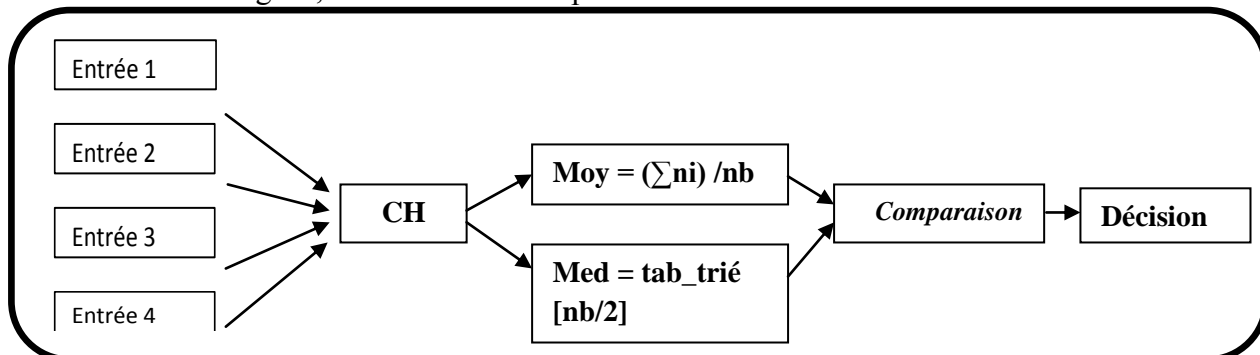 Entrée 1
Entrée 2
Entrée 3
Entrée 4
CH
Moy = (∑ni) /nb
Med = tab_trié
[nb/2]
Comparaison
Décision